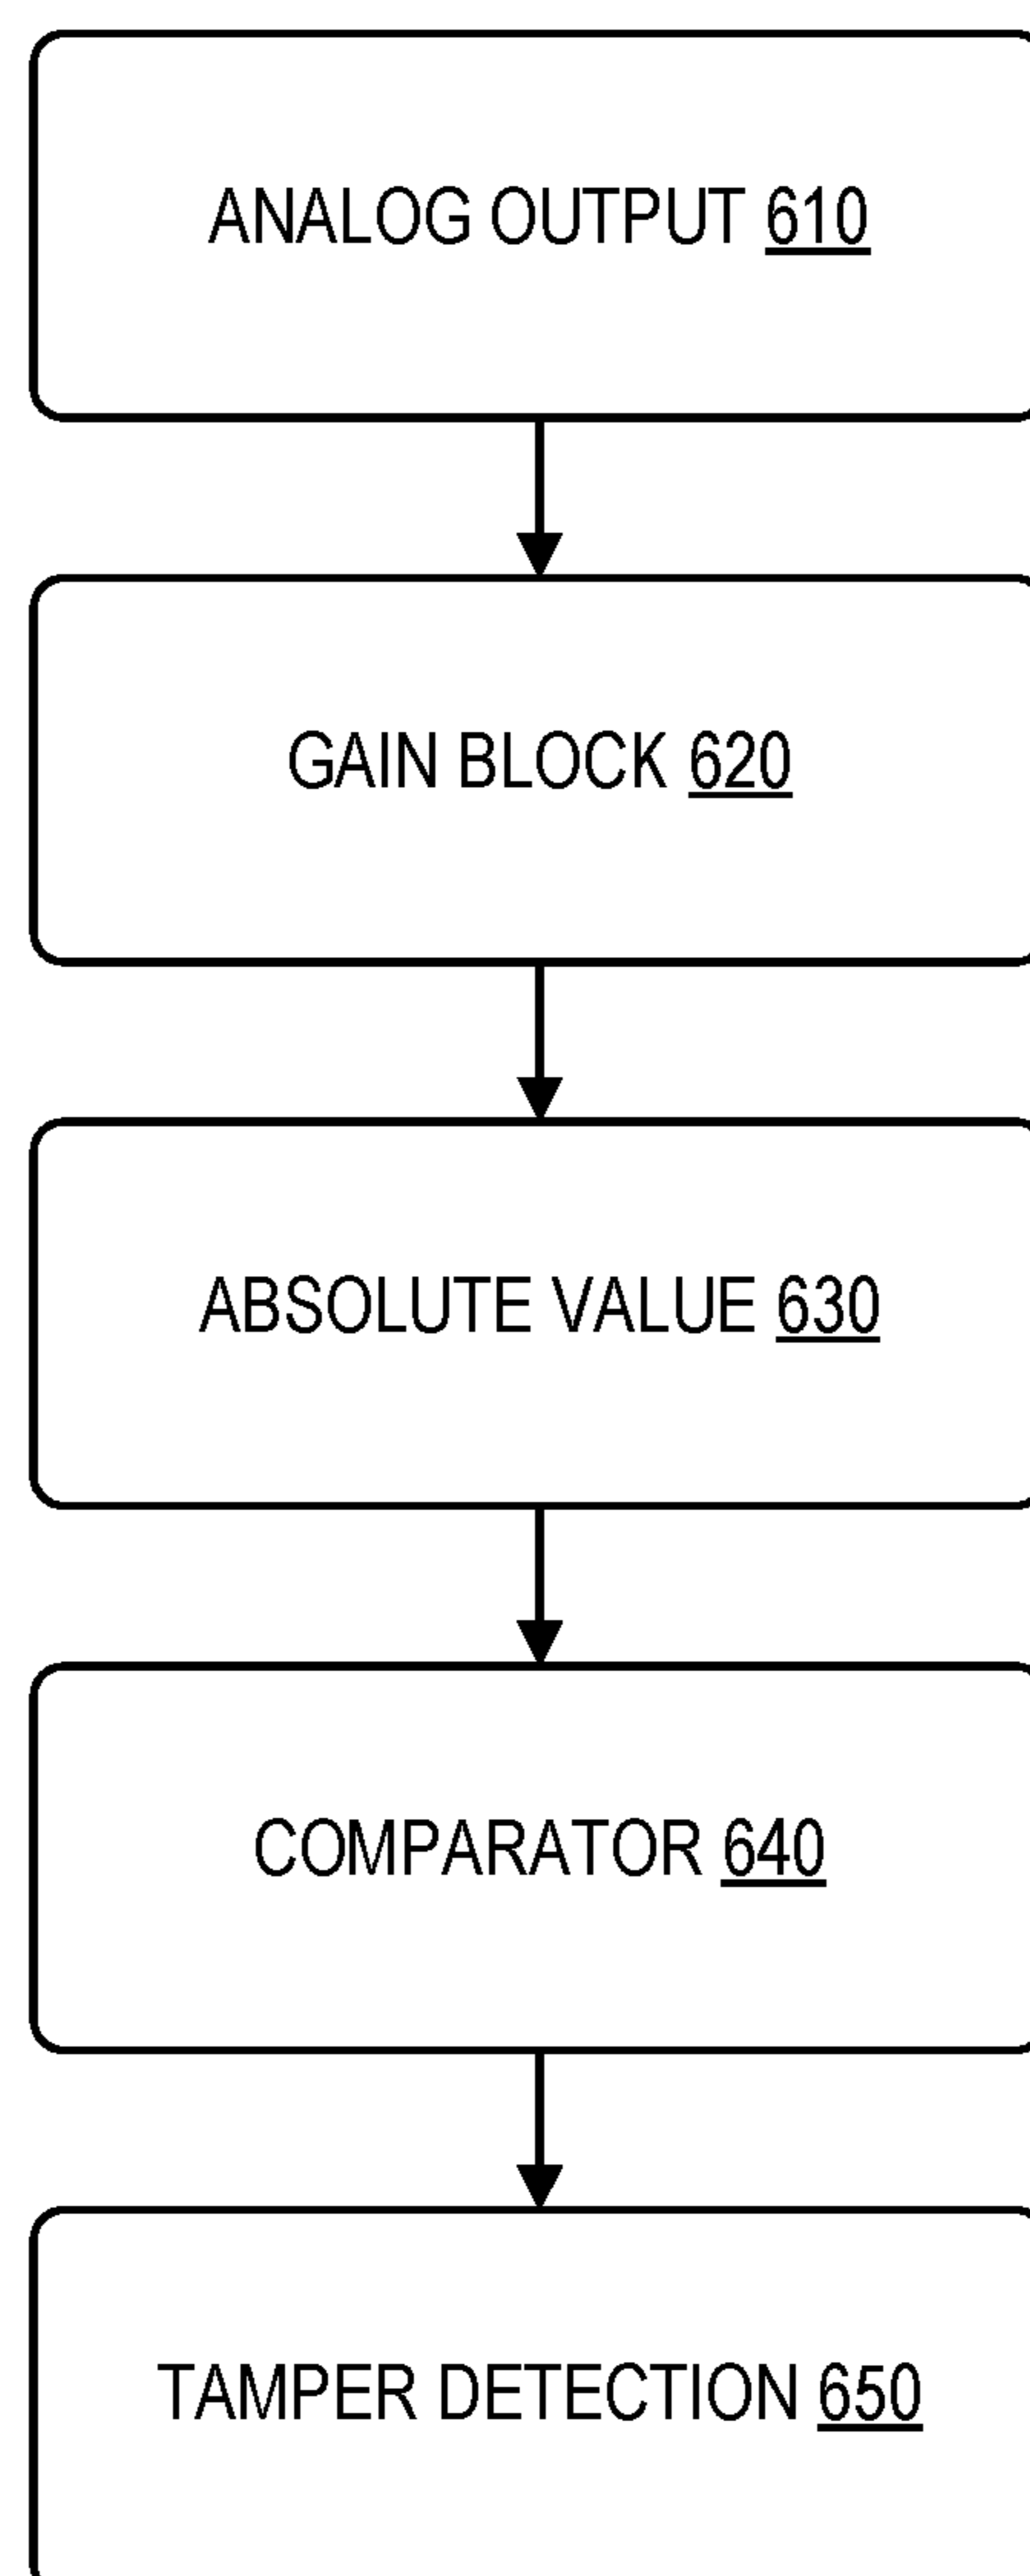 ANALOG OUTPUT 610
GAIN BLOCK 620
ABSOLUTE VALUE 630
COMPARATOR 640
TAMPER DETECTION 650